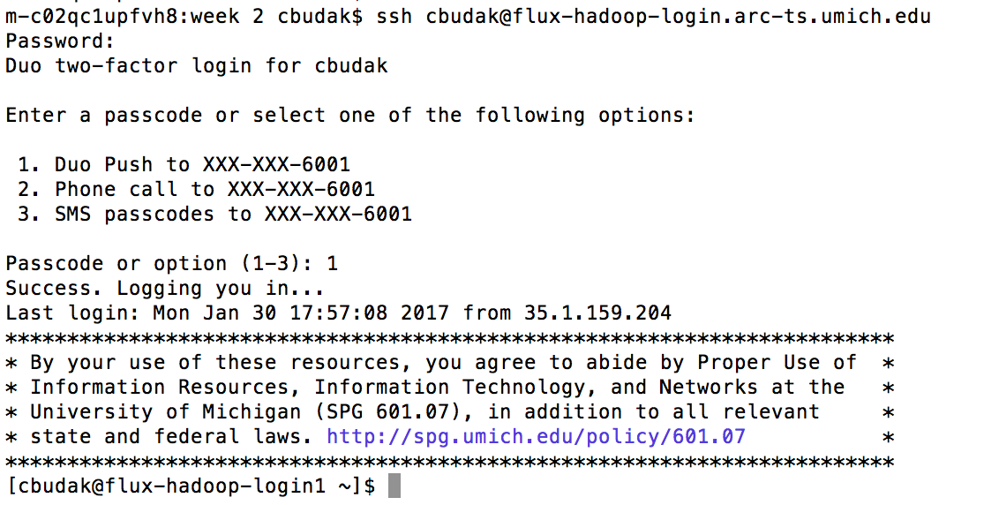 m-c02qc1upfvh8:week 2 cbudak$ ssh cbudak@flux-hadoop-login.arc-ts.umich.edu
Password:
Duo two-factor login for cbudak
Enter a passcode or select one of the following options:
1. Duo Push to XXX-XXX-6001
2. Phone call to XXX-XXX-6001
3. SMS passcodes to XXX-XXX-6001
Passcode or option (1-3): 1
Success. Logging you in...
Last login: Mon Jan 30 17:57:08 2017 from 35.1.159.204
************************************************************************
* By your use of these resources, you agree to abide by Proper Use of  *
* Information Resources, Information Technology, and Networks at the   *
* University of Michigan (SPG 601.07), in addition to all relevant     *
* state and federal laws. http://spg.umich.edu/policy/601.07           *
************************************************************************
[cbudak@flux-hadoop-login1 ~]$